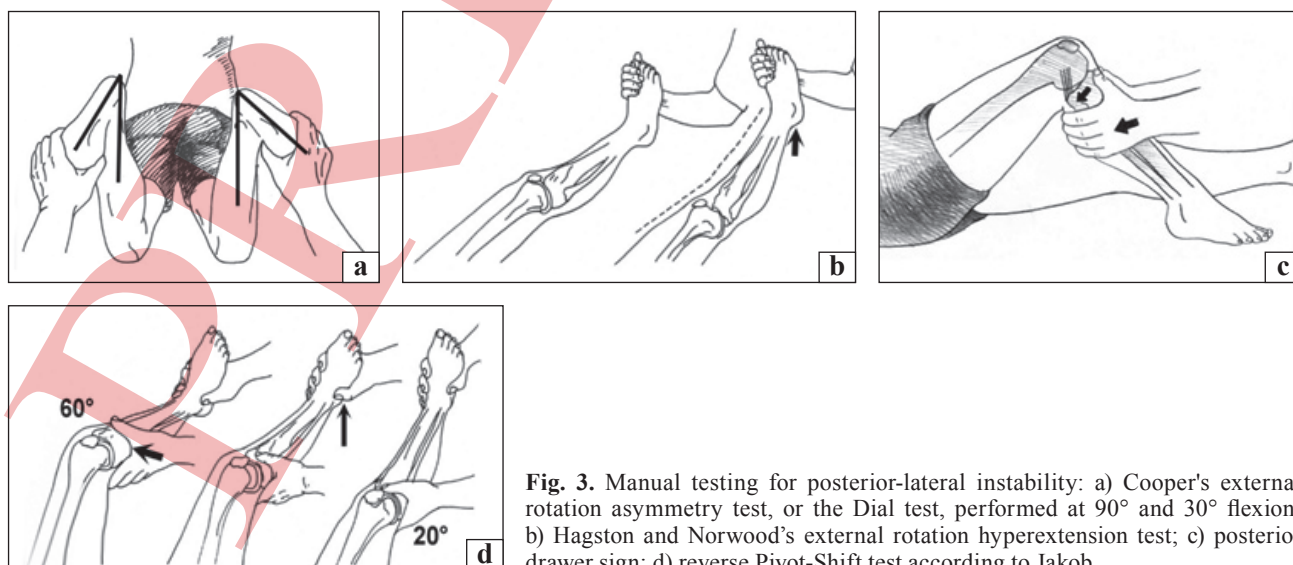 a
b
c
60°
20°
d
Fig. 3. Manual testing for posterior-lateral instability: a) Cooper's externa
rotation asymmetry test, or the Dial test, performed at 90° and 30° flexion
b) Hagston and Norwood's external rotation hyperextension test; c) posterio
drawer sign; d) reverse Pivot-Shift test according to Jakob